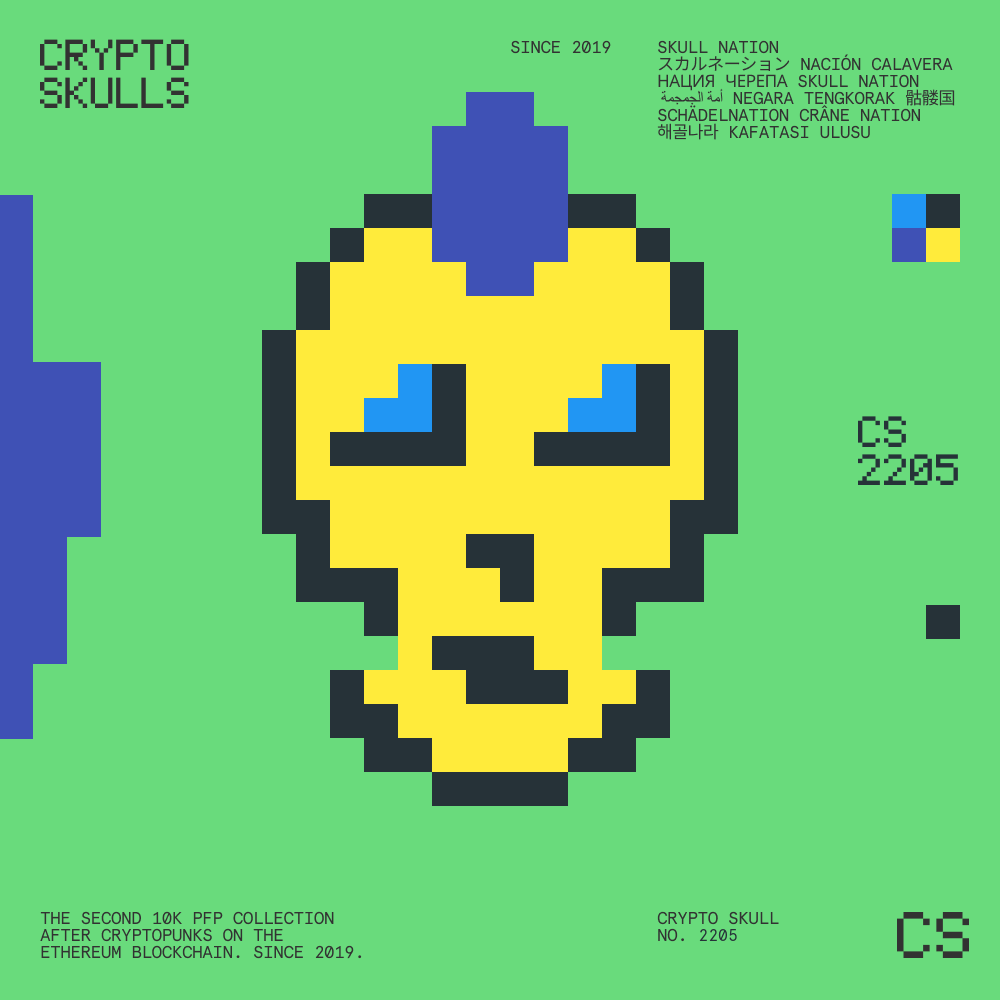 CRYPTO
SKULLS
SINCE 2019
SKULL NATION
スカルネーション NACIÓN CALAVERA
НАЦИЯ ЧЕРЕПА SKULL NATION
أمة الجمجمة NEGARA TENGKORAK 骷髅国
SCHÄDELNATION CRÂNE NATION
해골나라 KAFATASI ULUSU
CS
2205
THE SECOND 10K PFP COLLECTION
AFTER CRYPTOPUNKS ON THE
ETHEREUM BLOCKCHAIN. SINCE 2019.
CRYPTO SKULL
NO. 2205
CS